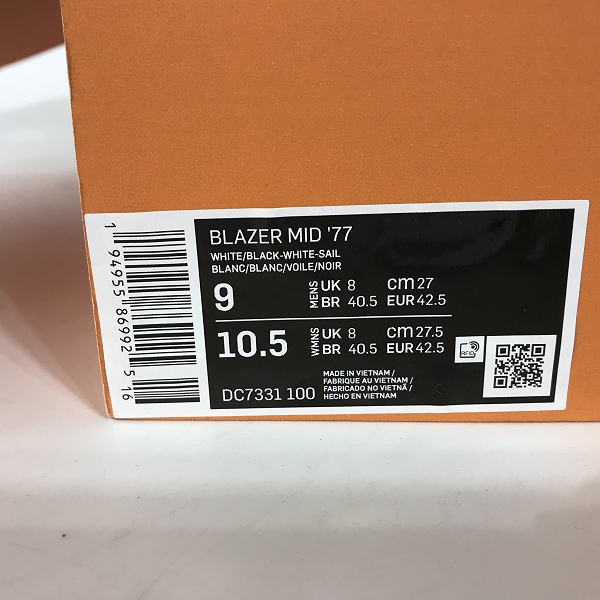 BLAZER MID '77
WHITE/BLACK-WHITE-SAIL
BLANC/BLANC/VOILE/NOIR
9 MENS UK 8 cm 27
BR 40.5 EUR 42.5
10.5 WMNS UK 8 cm 27.5
BR 40.5 EUR 42.5
RFID
DC7331 100
MADE IN VIETNAM /
FABRIQUE AU VIETNAM /
FABRICADO NO VIETNÃ /
HECHO EN VIETNAM
1 94955 86992 5 16